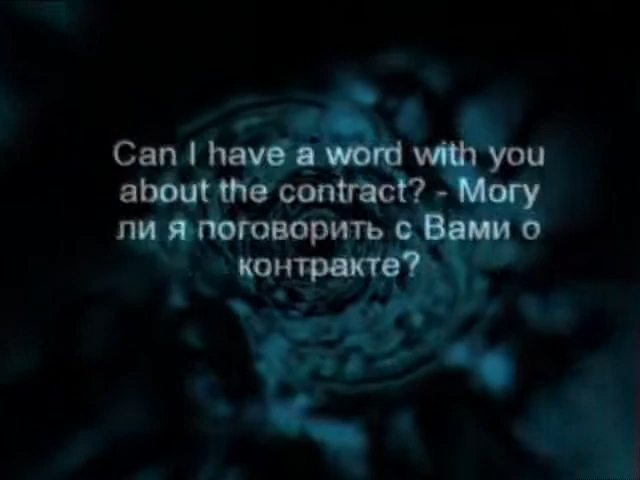 Can I have a word with you
about the contract? - Могу
ли я поговорить с Вами о
контракте?